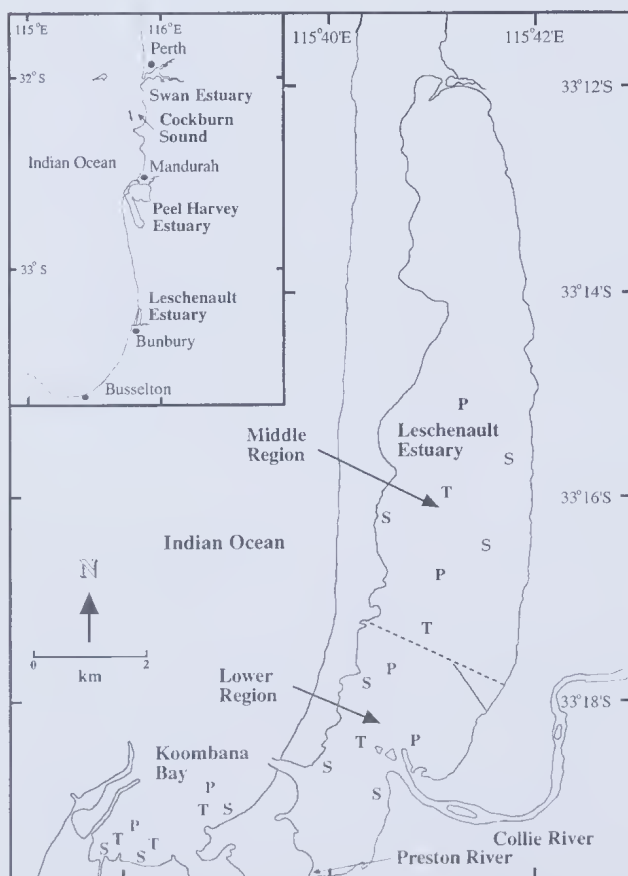 115°E
116°E
Perth
32°S
Swan Estuary
Cockburn
Sound
Indian Ocean
Mandurah
Peel Harvey
Estuary
33°S
Leschenault
Estuary
Bunbury
Busselton
115°40'E
115°42'E
33°12'S
33°14'S
P
Leschenault
Estuary
Middle
Region
S
T
33°16'S
S
S
Indian Ocean
P
N
T
0
2
km
P
Lower
Region
S
33°18'S
T
P
Koombana
Bay
S
P
S
T
S
P
T
T
S
S
Collie River
Preston River